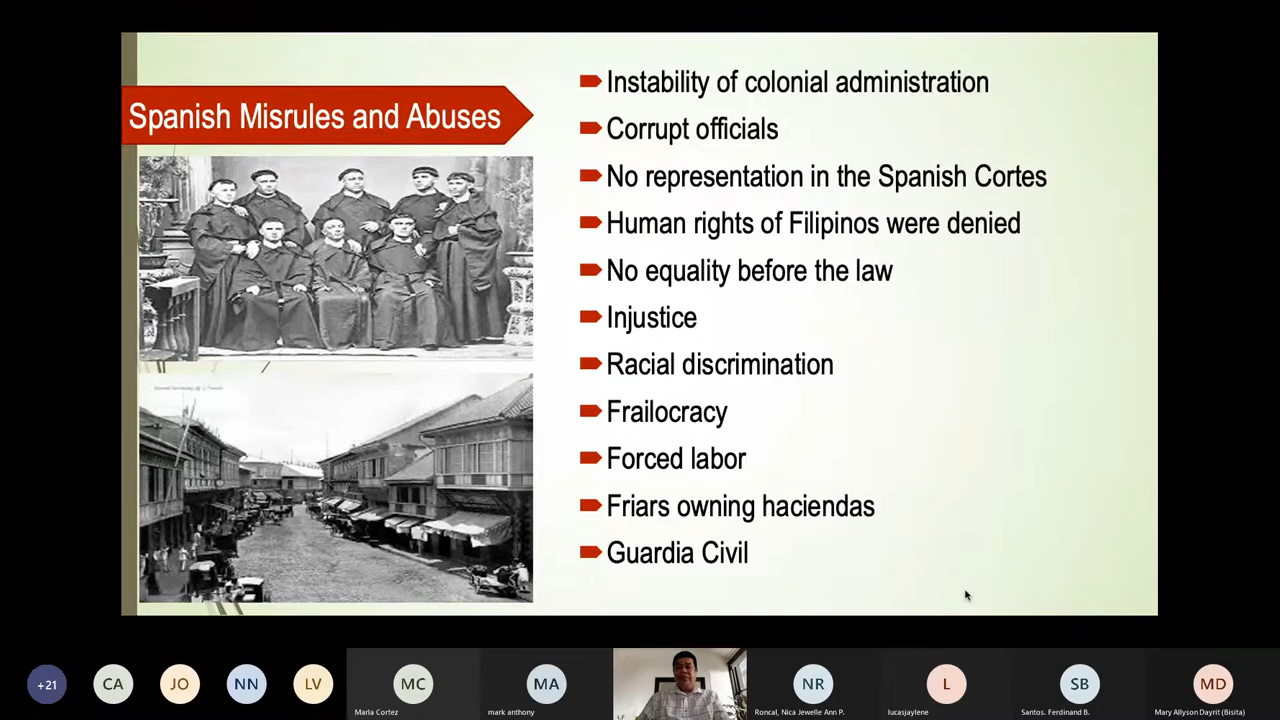 Spanish Misrules and Abuses
Instability of colonial administration
Corrupt officials
No representation in the Spanish Cortes
Human rights of Filipinos were denied
No equality before the law
Injustice
Racial discrimination
Frailocracy
Forced labor
Friars owning haciendas
Guardia Civil
+21
CA
JO
NN
LV
MC
Marla Cortez
MA
mark anthony
NR
Roncal, Nica Jewelle Ann P.
L
lucasjaylene
SB
Santos. Ferdinand B.
MD
Mary Allyson Dayrit (Bisita)